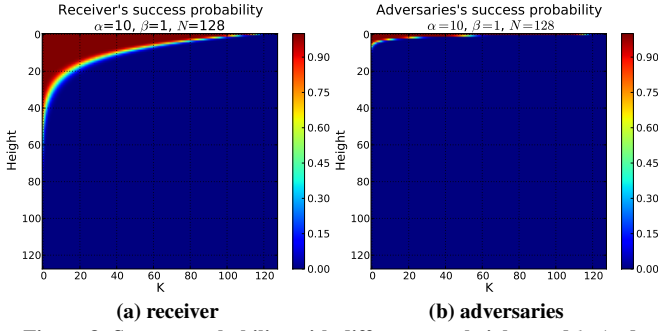 Receiver's success probability
α=10, β=1, N=128
Height
0
20
40
60
80
100
120
0 20 40 60 80 100 120
K
0.90
0.75
0.60
0.45
0.30
0.15
0.00
(a) receiver
Adversaries's success probability
α=10, β=1, N=128
Height
0
20
40
60
80
100
120
0 20 40 60 80 100 120
K
0.90
0.75
0.60
0.45
0.30
0.15
0.00
(b) adversaries